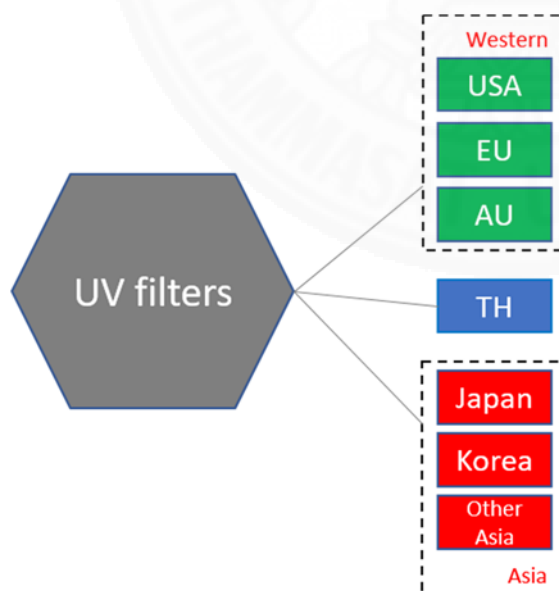 Western
USA
EU
AU
UV filters
TH
Japan
Korea
Other
Asia
Asia